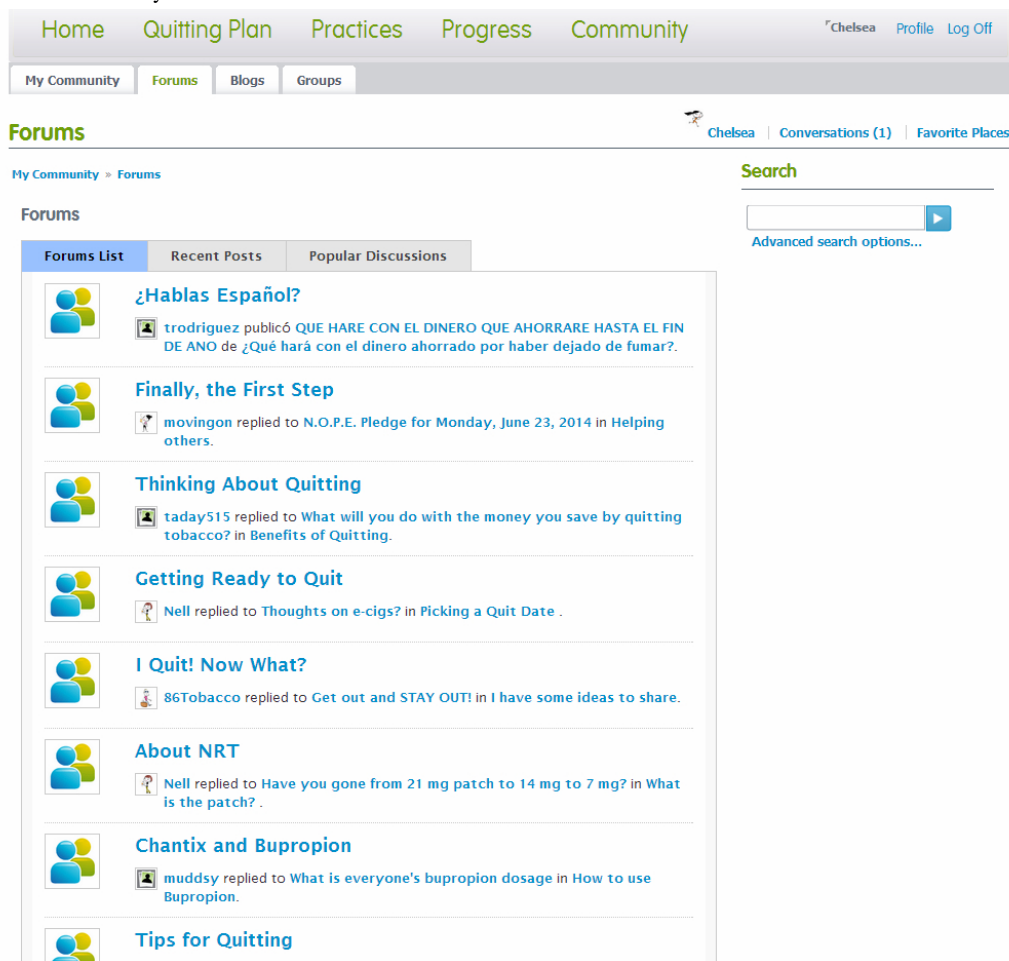 Home Quitting Plan Practices Progress Community Chelsea Profile Log Off
My Community Forums Blogs Groups
Forums
Chelsea | Conversations (1) | Favorite Places
My Community » Forums
Search
Forums
Advanced search options...
Forums List Recent Posts Popular Discussions
¿Hablas Español?
trodriguez publicó QUE HARE CON EL DINERO QUE AHORRARE HASTA EL FIN
DE ANO de ¿Qué hará con el dinero ahorrado por haber dejado de fumar?.
Finally, the First Step
movingon replied to N.O.P.E. Pledge for Monday, June 23, 2014 in Helping
others.
Thinking About Quitting
taday515 replied to What will you do with the money you save by quitting
tobacco? in Benefits of Quitting.
Getting Ready to Quit
Nell replied to Thoughts on e-cigs? in Picking a Quit Date .
I Quit! Now What?
86Tobacco replied to Get out and STAY OUT! in I have some ideas to share.
About NRT
Nell replied to Have you gone from 21 mg patch to 14 mg to 7 mg? in What
is the patch? .
Chantix and Bupropion
muddsy replied to What is everyone's bupropion dosage in How to use
Bupropion.
Tips for Quitting